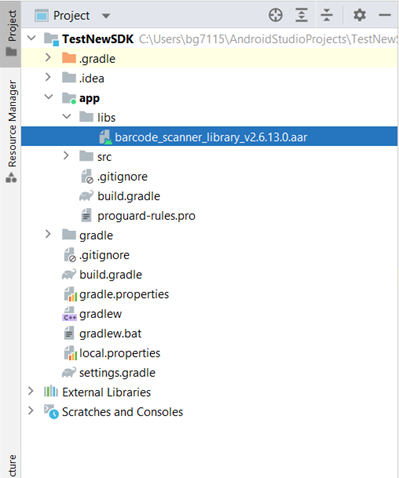 Project
Project
TestNewSDK C:\Users\bg7115\AndroidStudioProjects\TestNewS
.gradle
.idea
app
libs
Resource Manager
barcode_scanner_library_v2.6.13.0.aar
src
.gitignore
build.gradle
proguard-rules.pro
gradle
.gitignore
build.gradle
gradle.properties
C++
gradlew
gradlew.bat
local.properties
settings.gradle
External Libraries
Scratches and Consoles
cture